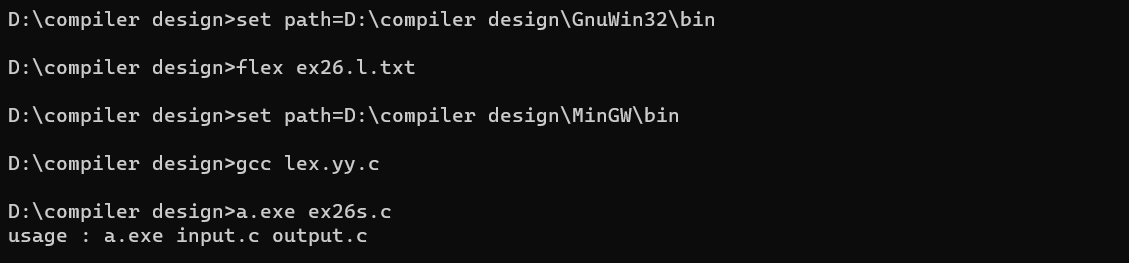 D:\compiler design>set path=D:\compiler design\GnuWin32\bin
D:\compiler design>flex ex26.l.txt
D:\compiler design>set path=D:\compiler design\MinGW\bin
D:\compiler design>gcc lex.yy.c
D:\compiler design>a.exe ex26s.c
usage : a.exe input.c output.c